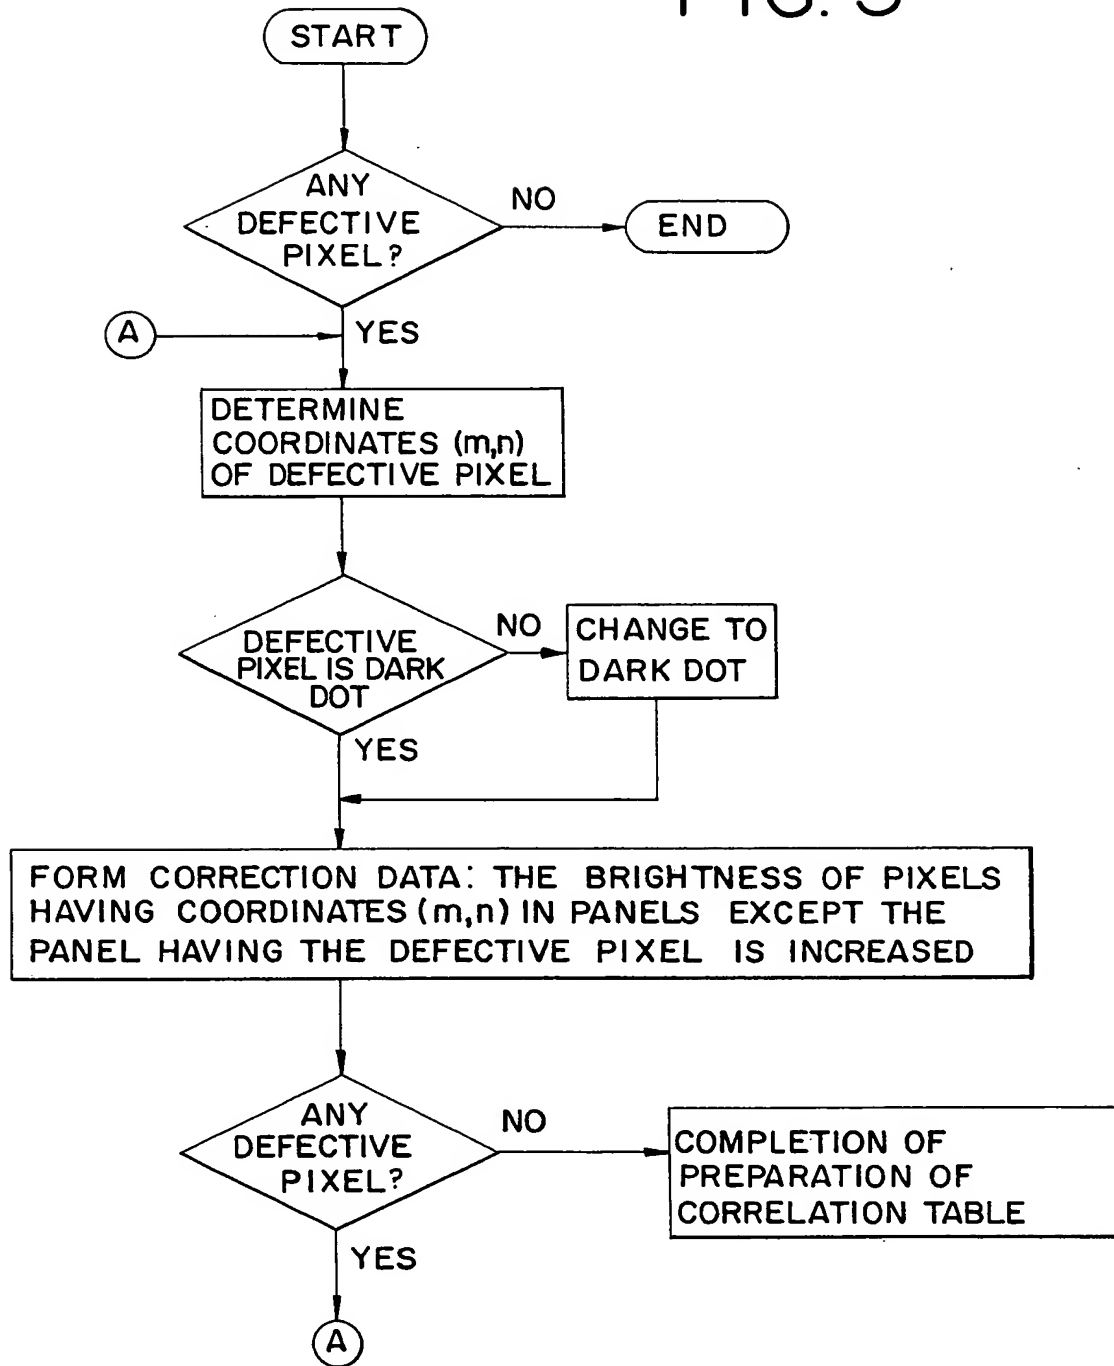 START
ANY
DEFECTIVE
PIXEL?
NO
END
A
YES
DETERMINE
COORDINATES (m,n)
OF DEFECTIVE PIXEL
DEFECTIVE
PIXEL IS DARK
DOT
NO
CHANGE TO
DARK DOT
YES
FORM CORRECTION DATA: THE BRIGHTNESS OF PIXELS
HAVING COORDINATES (m,n) IN PANELS EXCEPT THE
PANEL HAVING THE DEFECTIVE PIXEL IS INCREASED
ANY
DEFECTIVE
PIXEL?
NO
COMPLETION OF
PREPARATION OF
CORRELATION TABLE
YES
A